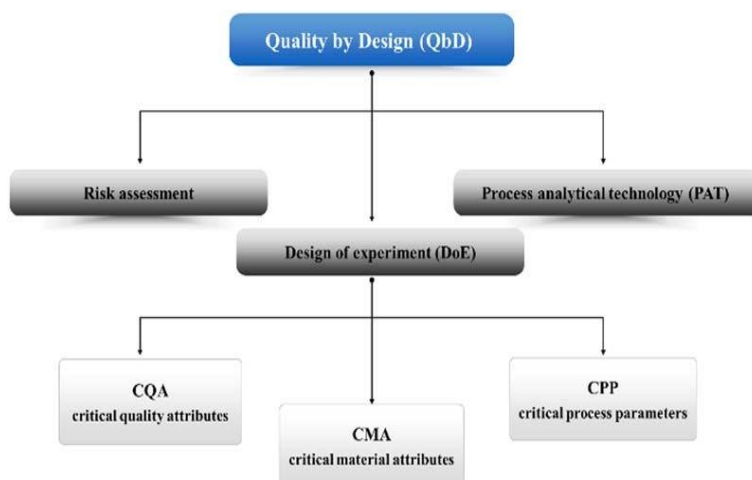 Quality by Design (QbD)
Risk assessment
Process analytical technology (PAT)
Design of experiment (DoE)
CQA
critical quality attributes
CMA
critical material attributes
CPP
critical process parameters